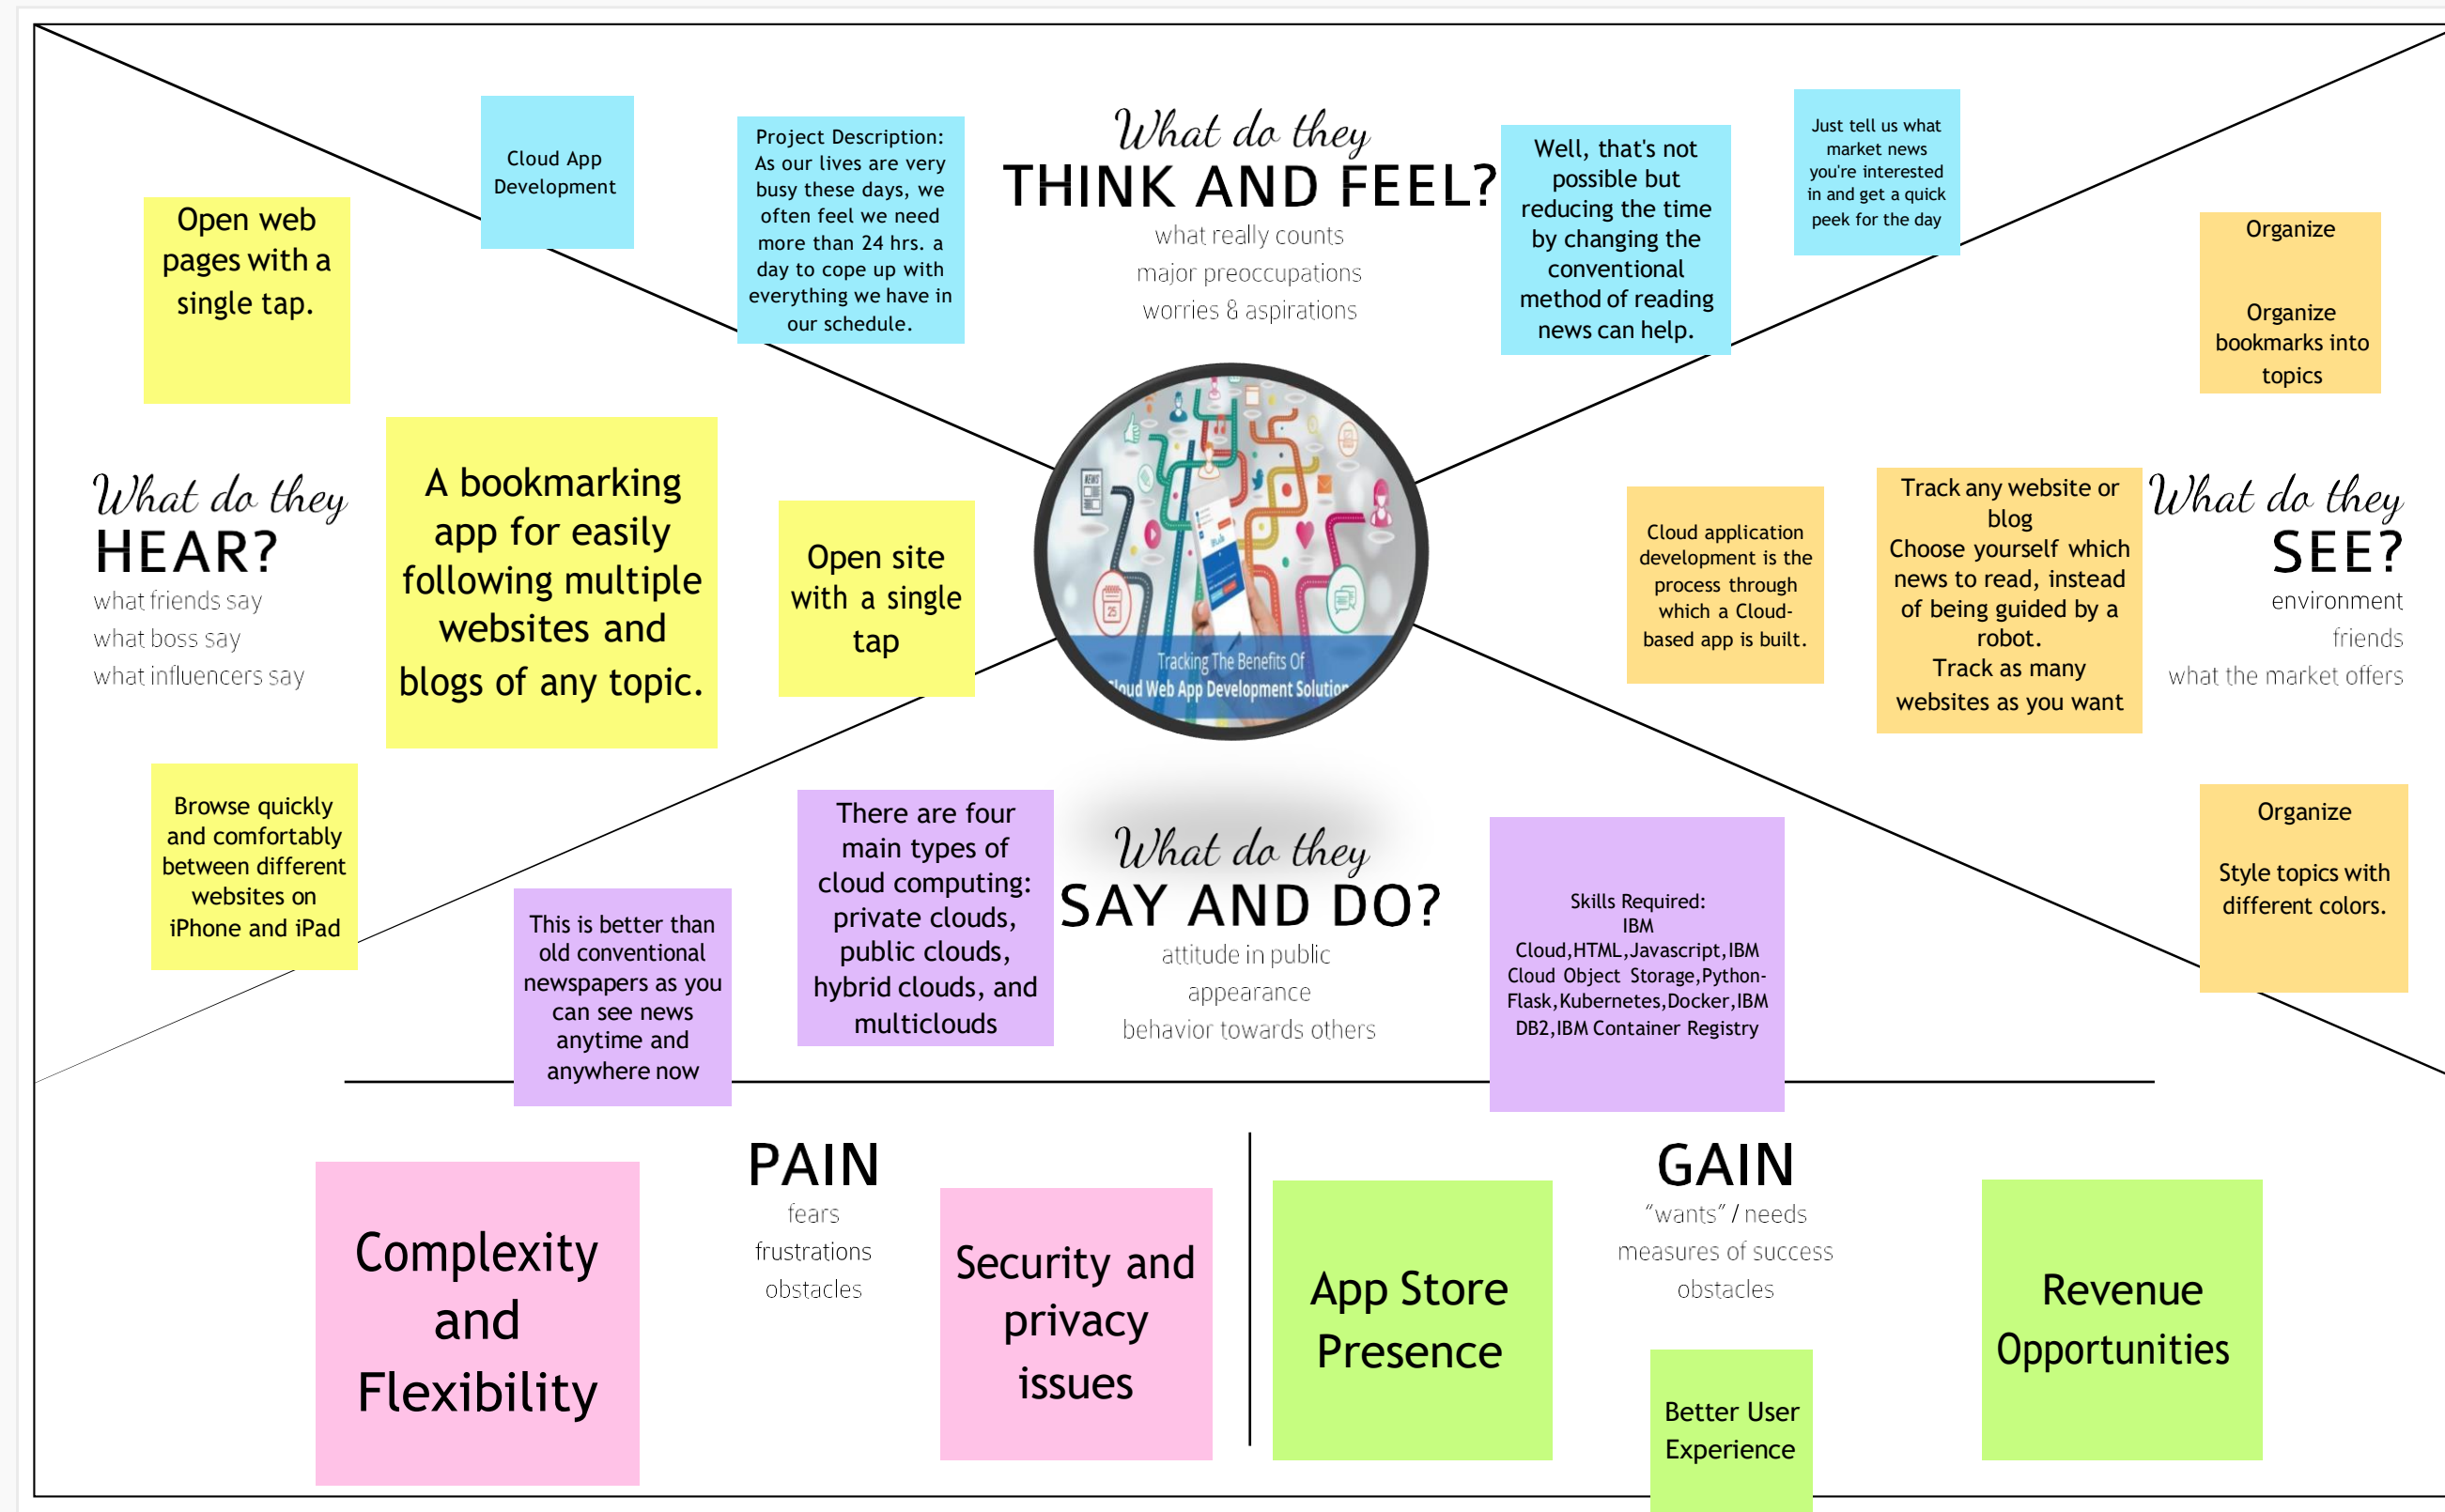 What do they
THINK AND FEEL?
what really counts
major preoccupations
worries & aspirations
Cloud App
Development
Project Description:
As our lives are very
busy these days, we
often feel we need
more than 24 hrs. a
day to cope up with
everything we have in
our schedule.
Well, that's not
possible but
reducing the time
by changing the
conventional
method of reading
news can help.
Just tell us what
market news
you're interested
in and get a quick
peek for the day
Open web
pages with a
single tap.
What do they
HEAR?
what friends say
what boss say
what influencers say
A bookmarking
app for easily
following multiple
websites and
blogs of any topic.
Open site
with a single
tap
Browse quickly
and comfortably
between different
websites on
iPhone and iPad
NEWS
25
Tracking The Benefits Of
Cloud Web App Development Solution
Organize
Organize
bookmarks into
topics
Cloud application
development is the
process through
which a Cloud-
based app is built.
Track any website or
blog
Choose yourself which
news to read, instead
of being guided by a
robot.
Track as many
websites as you want
What do they
SEE?
environment
friends
what the market offers
Organize
Style topics with
different colors.
This is better than
old conventional
newspapers as you
can see news
anytime and
anywhere now
There are four
main types of
cloud computing:
private clouds,
public clouds,
hybrid clouds, and
multiclouds
What do they
SAY AND DO?
attitude in public
appearance
behavior towards others
Skills Required:
IBM
Cloud,HTML,Javascript,IBM
Cloud Object Storage,Python-
Flask,Kubernetes,Docker,IBM
DB2,IBM Container Registry
PAIN
fears
frustrations
obstacles
Complexity
and
Flexibility
Security and
privacy
issues
GAIN
“wants” / needs
measures of success
obstacles
App Store
Presence
Better User
Experience
Revenue
Opportunities